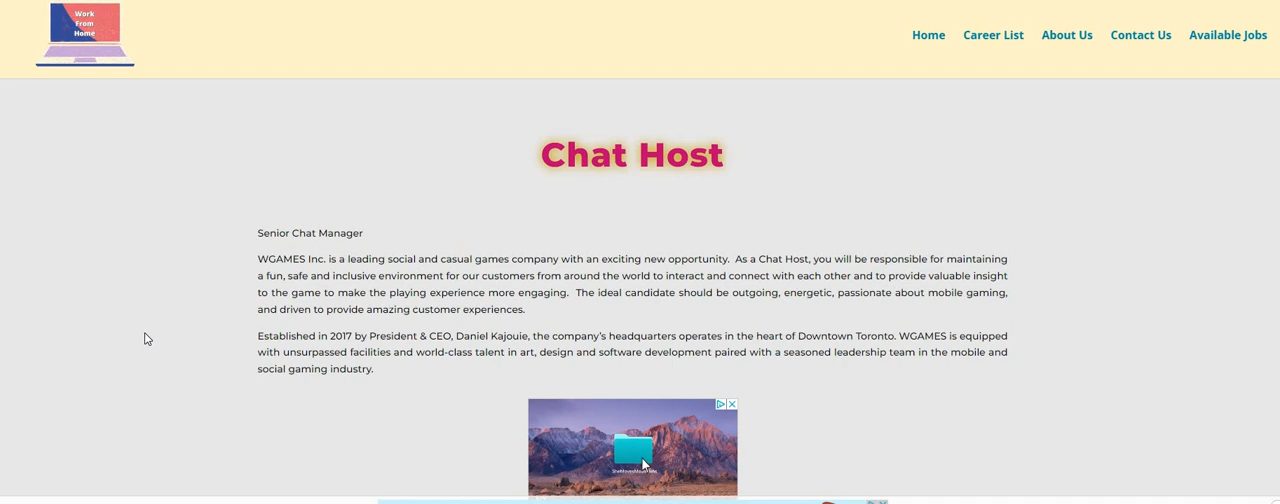 Work
From
Home
Home Career List About Us Contact Us Available Jobs
Chat Host
Senior Chat Manager
WGAMES Inc. is a leading social and casual games company with an exciting new opportunity. As a Chat Host, you will be responsible for maintaining
a fun, safe and inclusive environment for our customers from around the world to interact and connect with each other and to provide valuable insight
to the game to make the playing experience more engaging. The ideal candidate should be outgoing, energetic, passionate about mobile gaming,
and driven to provide amazing customer experiences.
Established in 2017 by President & CEO, Daniel Kajouie, the company's headquarters operates in the heart of Downtown Toronto. WGAMES is equipped
with unsurpassed facilities and world-class talent in art, design and software development paired with a seasoned leadership team in the mobile and
social gaming industry.